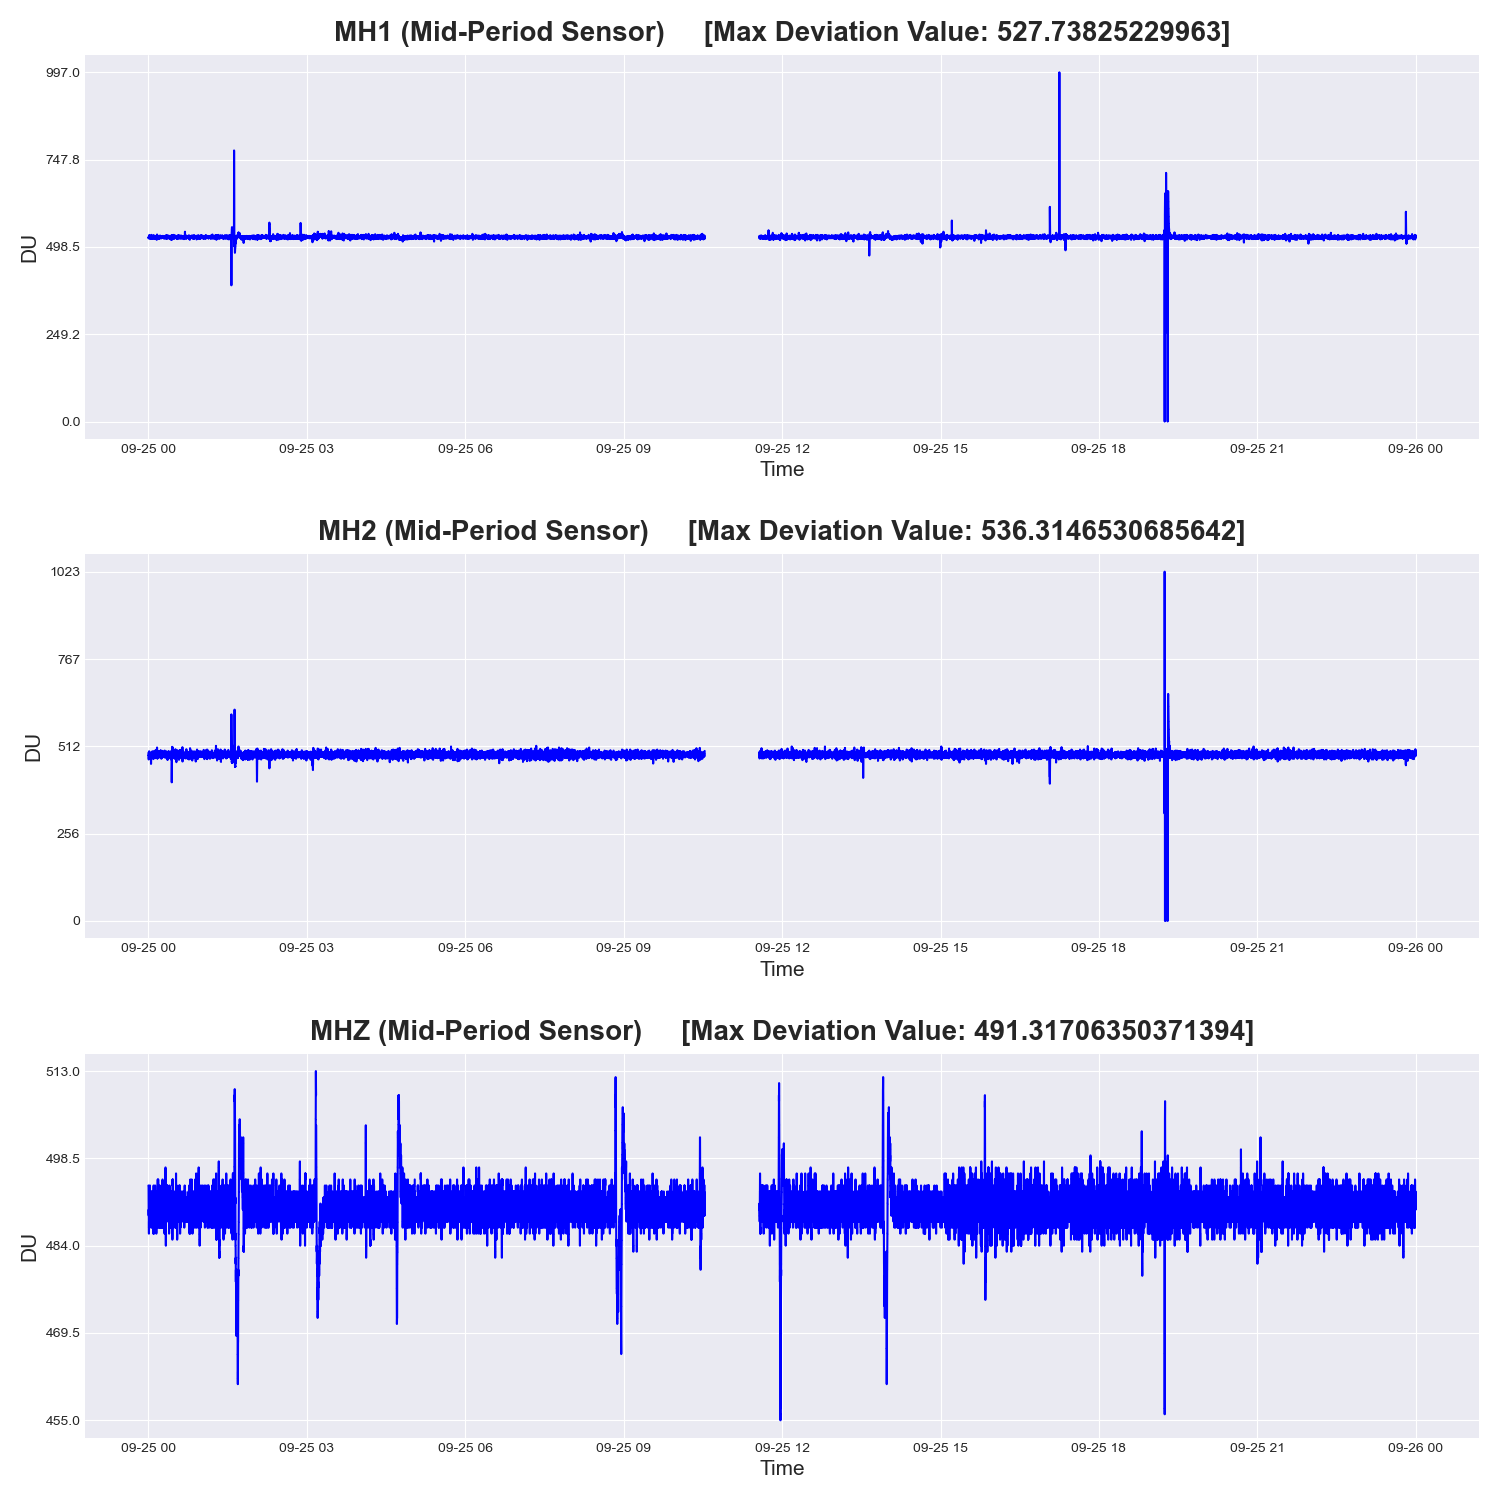 MH1 (Mid-Period Sensor) [Max Deviation Value: 527.73825229963]
997.0
747.8
498.5
249.2
0.0
DU
09-25 00 09-25 03 09-25 06 09-25 09 09-25 12 09-25 15 09-25 18 09-25 21 09-26 00
Time
MH2 (Mid-Period Sensor) [Max Deviation Value: 536.3146530685642]
1023
767
512
256
0
DU
09-25 00 09-25 03 09-25 06 09-25 09 09-25 12 09-25 15 09-25 18 09-25 21 09-26 00
Time
MHZ (Mid-Period Sensor) [Max Deviation Value: 491.31706350371394]
513.0
498.5
484.0
469.5
455.0
DU
09-25 00 09-25 03 09-25 06 09-25 09 09-25 12 09-25 15 09-25 18 09-25 21 09-26 00
Time